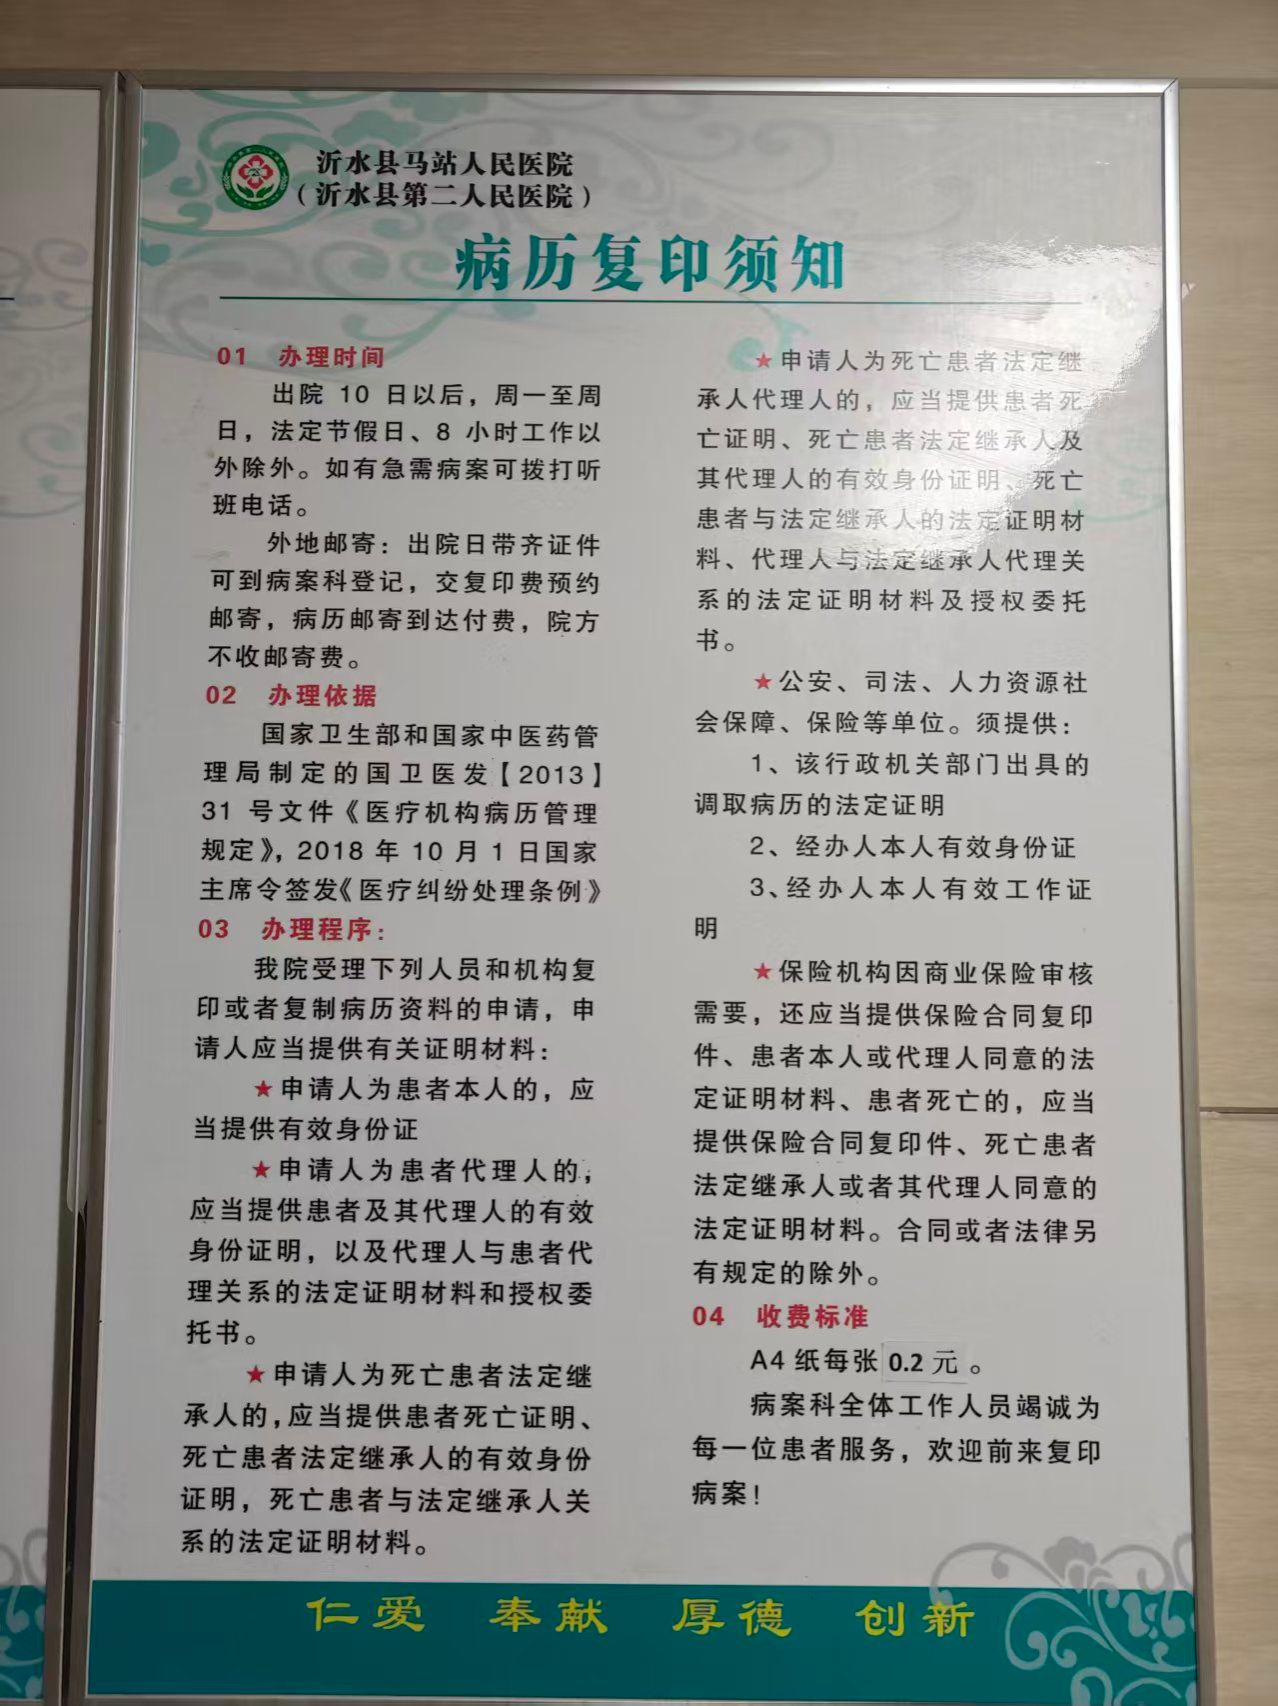 沂水县马站人民医院
（沂水县第二人民医院）
病历复印须知
01 办理时间
出院 10 日以后，周一至周
日，法定节假日、8 小时工作以
外除外。如有急需病案可拨打听
班电话。
外地邮寄：出院日带齐证件
可到病案科登记，交复印费预约
邮寄，病历邮寄到达付费，院方
不收邮寄费。
02 办理依据
国家卫生部和国家中医药管
理局制定的国卫医发【2013】
31 号文件《医疗机构病历管理
规定》，2018 年 10 月 1 日国家
主席令签发《医疗纠纷处理条例》
03 办理程序：
我院受理下列人员和机构复
印或者复制病历资料的申请，申
请人应当提供有关证明材料：
★申请人为患者本人的，应
当提供有效身份证
★申请人为患者代理人的，
应当提供患者及其代理人的有效
身份证明，以及代理人与患者代
理关系的法定证明材料和授权委
托书。
★申请人为死亡患者法定继
承人的，应当提供患者死亡证明、
死亡患者法定继承人的有效身份
证明，死亡患者与法定继承人关
系的法定证明材料。
★申请人为死亡患者法定继
承人代理人的，应当提供患者死
亡证明、死亡患者法定继承人及
其代理人的有效身份证明、死亡
患者与法定继承人的法定证明材
料、代理人与法定继承人代理关
系的法定证明材料及授权委托
书。
★公安、司法、人力资源社
会保障、保险等单位。须提供：
1、该行政机关部门出具的
调取病历的法定证明
2、经办人本人有效身份证
3、经办人本人有效工作证
明
★保险机构因商业保险审核
需要，还应当提供保险合同复印
件、患者本人或代理人同意的法
定证明材料、患者死亡的，应当
提供保险合同复印件、死亡患者
法定继承人或者其代理人同意的
法定证明材料。合同或者法律另
有规定的除外。
04 收费标准
A4 纸每张 0.2 元。
病案科全体工作人员竭诚为
每一位患者服务，欢迎前来复印
病案！
仁爱 奉献 厚德 创新